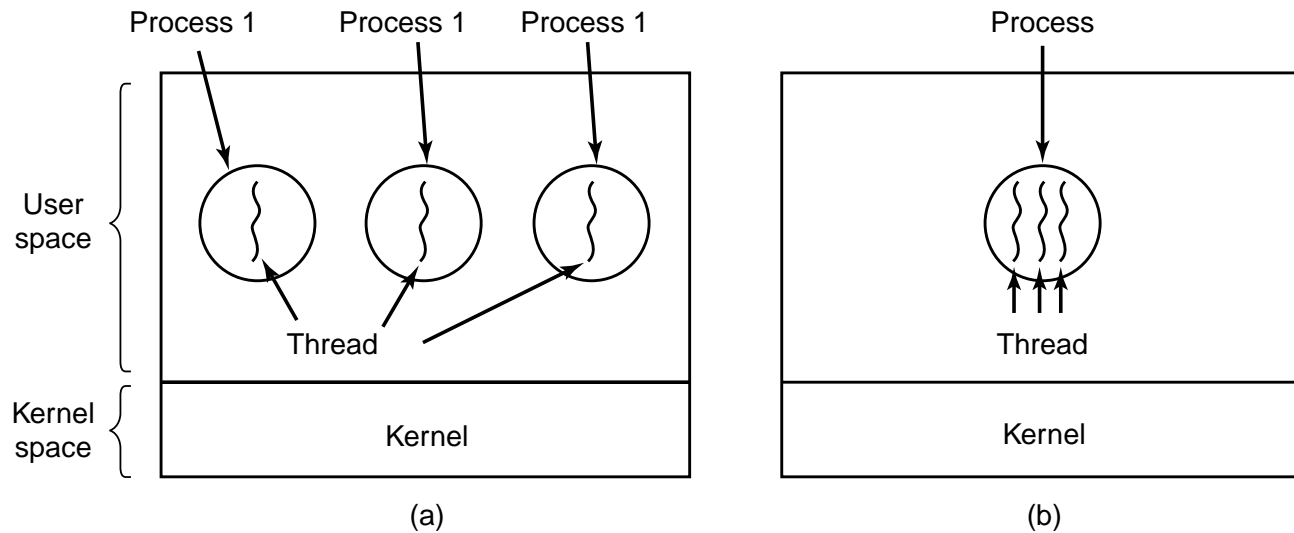 Process 1 Process 1 Process 1 Process
User
space
Thread Thread
Kernel
space
Kernel Kernel
(a) (b)